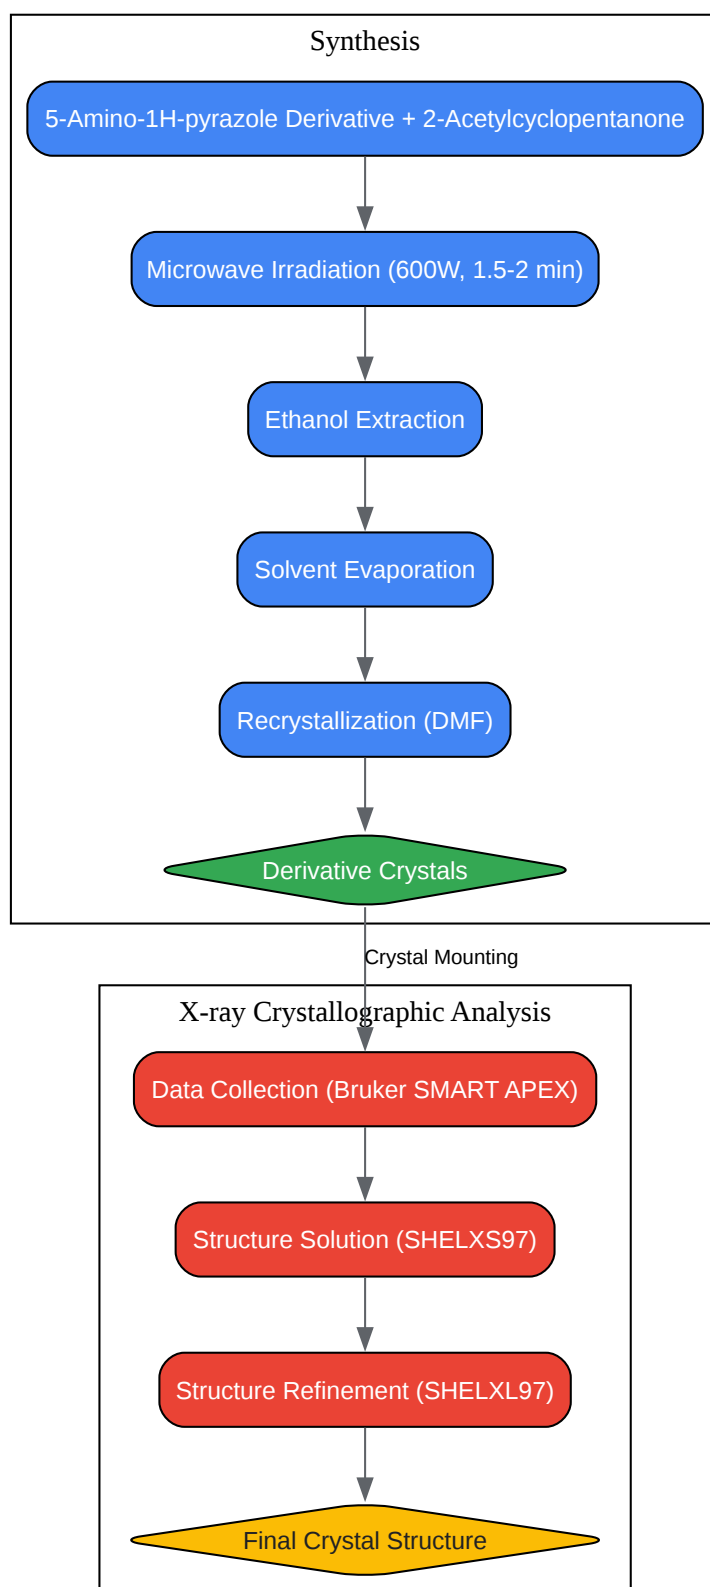 Synthesis
5-Amino-1H-pyrazole Derivative + 2-Acetylcyclopentanone
Microwave Irradiation (600W, 1.5-2 min)
Ethanol Extraction
Solvent Evaporation
Recrystallization (DMF)
Derivative Crystals
Crystal Mounting
X-ray Crystallographic Analysis
Data Collection (Bruker SMART APEX)
Structure Solution (SHELXS97)
Structure Refinement (SHELXL97)
Final Crystal Structure